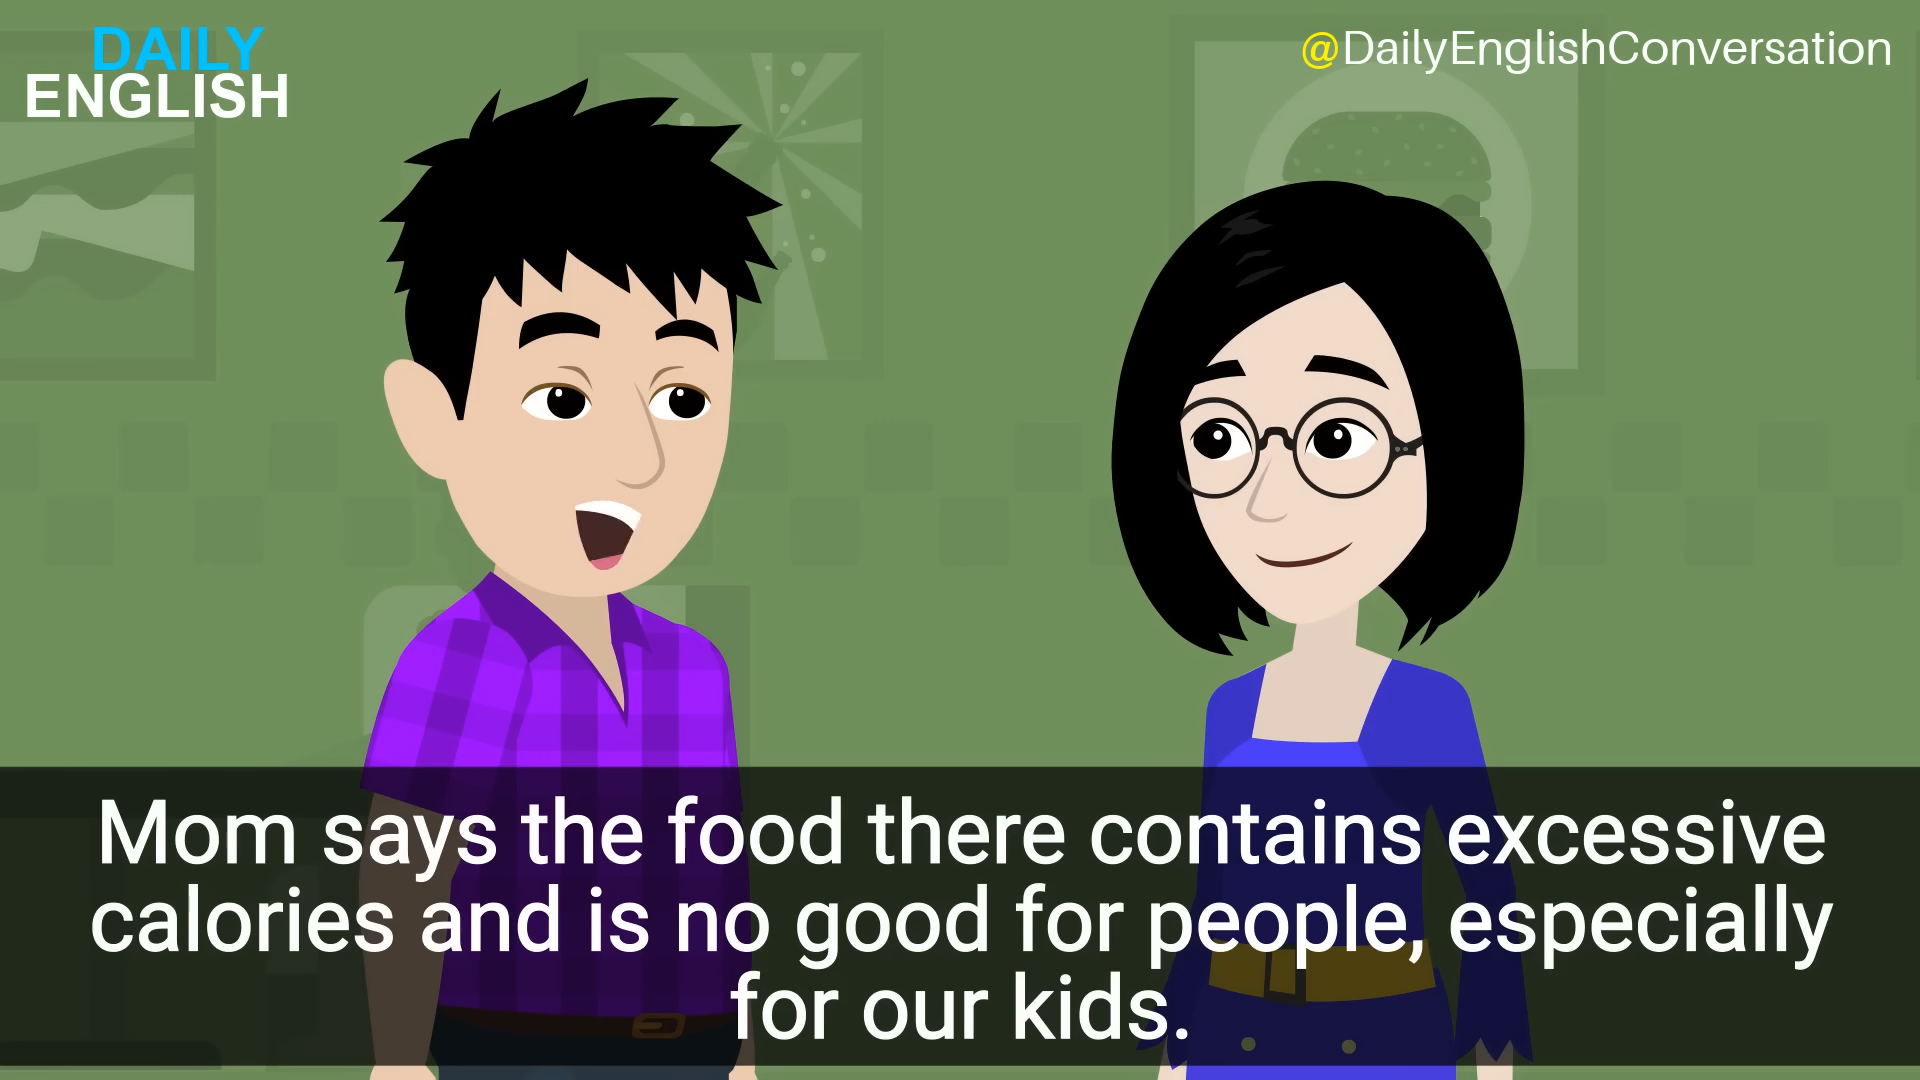 DAILY
ENGLISH
@DailyEnglishConversation
Mom says the food there contains excessive
calories and is no good for people, especially
for our kids.